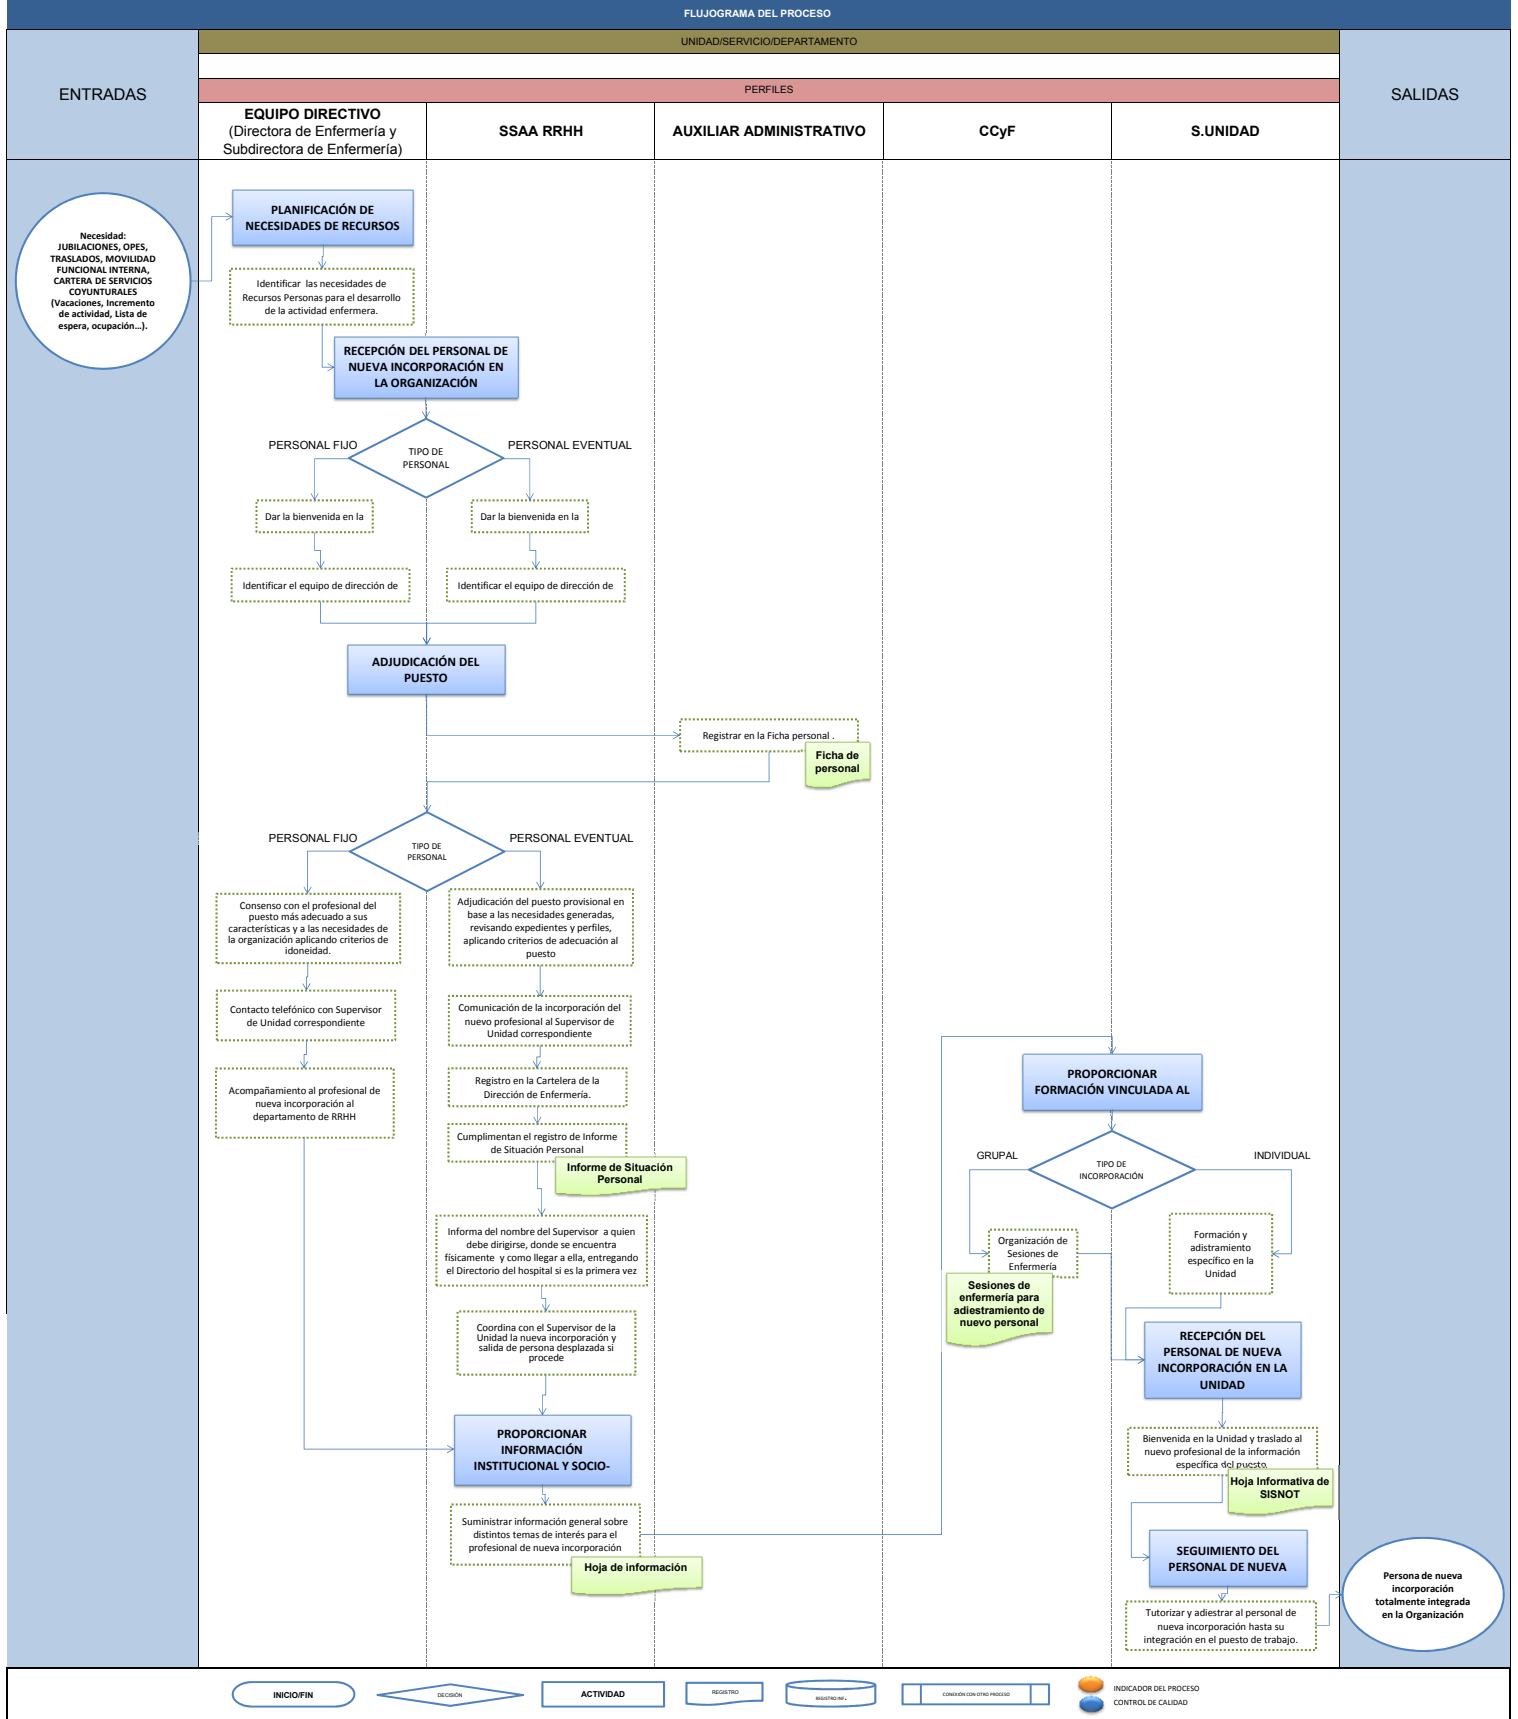 FLUJOGRAMA DEL PROCESO
UNIDAD/SERVICIO/DEPARTAMENTO
ENTRADAS
PERFILES
SALIDAS
EQUIPO DIRECTIVO
(Directora de Enfermería y
Subdirectora de Enfermería)
SSAA RRHH
AUXILIAR ADMINISTRATIVO
CCyF
S.UNIDAD
Necesidad:
JUBILACIONES, OPES,
TRASLADOS, MOVILIDAD
FUNCIONAL INTERNA,
CARTERA DE SERVICIOS
COYUNTURALES
(Vacaciones, Incremento
de actividad, Lista de
espera, ocupación...).
PLANIFICACIÓN DE
NECESIDADES DE RECURSOS
Identificar las necesidades de
Recursos Personas para el desarrollo
de la actividad enfermera.
RECEPCIÓN DEL PERSONAL DE
NUEVA INCORPORACIÓN EN
LA ORGANIZACIÓN
PERSONAL FIJO
TIPO DE
PERSONAL
PERSONAL EVENTUAL
Dar la bienvenida en la
Dar la bienvenida en la
Identificar el equipo de dirección de
Identificar el equipo de dirección de
ADJUDICACIÓN DEL
PUESTO
Registrar en la Ficha personal .
Ficha de
personal
PERSONAL FIJO
TIPO DE
PERSONAL
PERSONAL EVENTUAL
Consenso con el profesional del
puesto más adecuado a sus
características y a las necesidades de
la organización aplicando criterios de
idoneidad.
Adjudicación del puesto provisional en
base a las necesidades generadas,
revisando expedientes y perfiles,
aplicando criterios de adecuación al
puesto
Contacto telefónico con Supervisor
de Unidad correspondiente
Comunicación de la incorporación del
nuevo profesional al Supervisor de
Unidad correspondiente
Acompañamiento al profesional de
nueva incorporación al
departamento de RRHH
Registro en la Cartelera de la
Dirección de Enfermería.
Cumplimentan el registro de Informe
de Situación Personal
Informe de Situación
Personal
Informa del nombre del Supervisor a quien
debe dirigirse, donde se encuentra
físicamente y como llegar a ella, entregando
el Directorio del hospital si es la primera vez
Coordina con el Supervisor de la
Unidad la nueva incorporación y
salida de persona desplazada si
procede
PROPORCIONAR
INFORMACIÓN
INSTITUCIONAL Y SOCIO-
Suministrar información general sobre
distintos temas de interés para el
profesional de nueva incorporación
Hoja de información
PROPORCIONAR
FORMACIÓN VINCULADA AL
GRUPAL
TIPO DE
INCORPORACIÓN
INDIVIDUAL
Organización de
Sesiones de
Enfermería
Sesiones de
enfermería para
adiestramiento de
nuevo personal
Formación y
adistramiento
específico en la
Unidad
RECEPCIÓN DEL
PERSONAL DE NUEVA
INCORPORACIÓN EN LA
UNIDAD
Bienvenida en la Unidad y traslado al
nuevo profesional de la información
específica del puesto.
Hoja Informativa de
SISNOT
SEGUIMIENTO DEL
PERSONAL DE NUEVA
Tutorizar y adiestrar al personal de
nueva incorporación hasta su
integración en el puesto de trabajo.
Persona de nueva
incorporación
totalmente integrada
en la Organización
INICIO/FIN
DECISIÓN
ACTIVIDAD
REGISTRO
REGISTRO INF.
CONEXIÓN CON OTRO PROCESO
INDICADOR DEL PROCESO
CONTROL DE CALIDAD